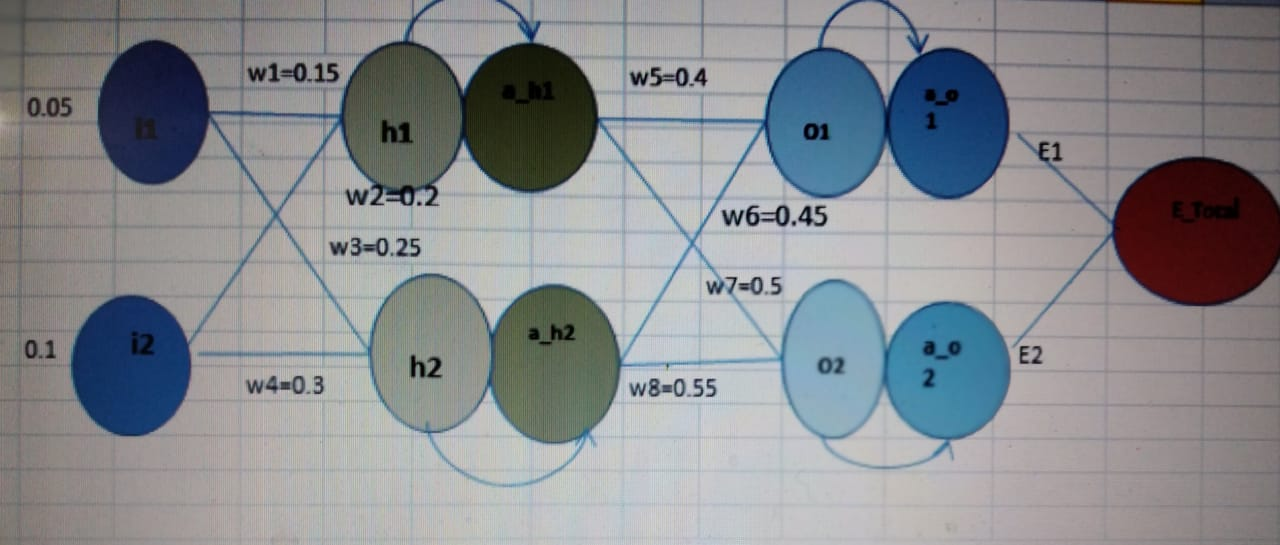 w1=0.15
w5=0.4
0.05
i1
h1
a_h1
O1
a_o
1
E1
w2=0.2
w6=0.45
E_Total
w3=0.25
w7=0.5
0.1
i2
h2
a_h2
O2
a_o
2
E2
w4=0.3
w8=0.55